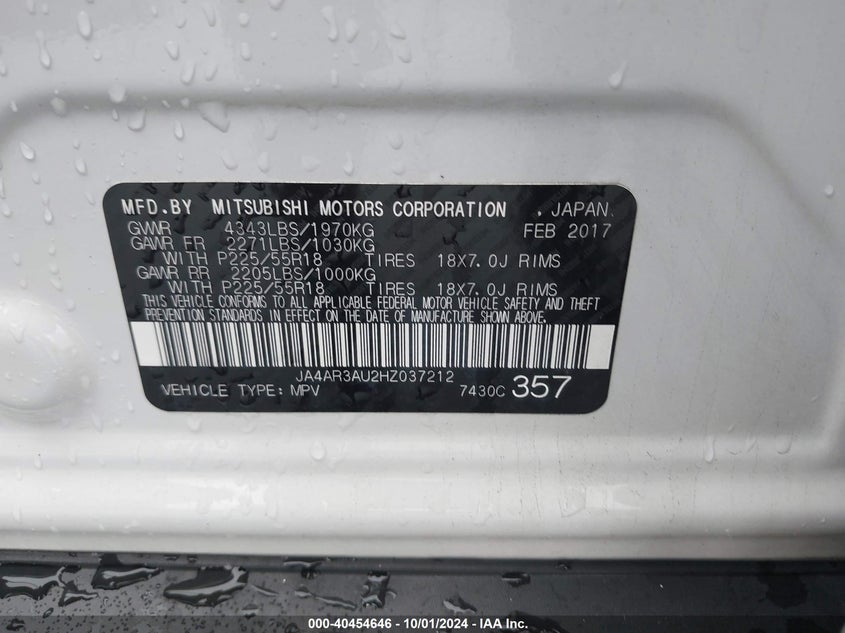 MFD.BY MITSUBISHI MOTORS CORPORATION , JAPAN.
GVWR 4343LBS/1970KG FEB 2017
GAWR FR 2271LBS/1030KG
WITH P225/55R18 TIRES 18X7.0J RIMS
GAWR RR 2205LBS/1000KG
WITH P225/55R18 TIRES 18X7.0J RIMS
THIS VEHICLE CONFORMS TO ALL APPLICABLE FEDERAL MOTOR VEHICLE SAFETY AND THEFT
PREVENTION STANDARDS IN EFFECT ON THE DATE OF MANUFACTURE SHOWN ABOVE.
JA4AR3AU2HZ037212
VEHICLE TYPE: MPV 7430C 357
000-40454646 - 10/01/2024 - © IAA Inc.